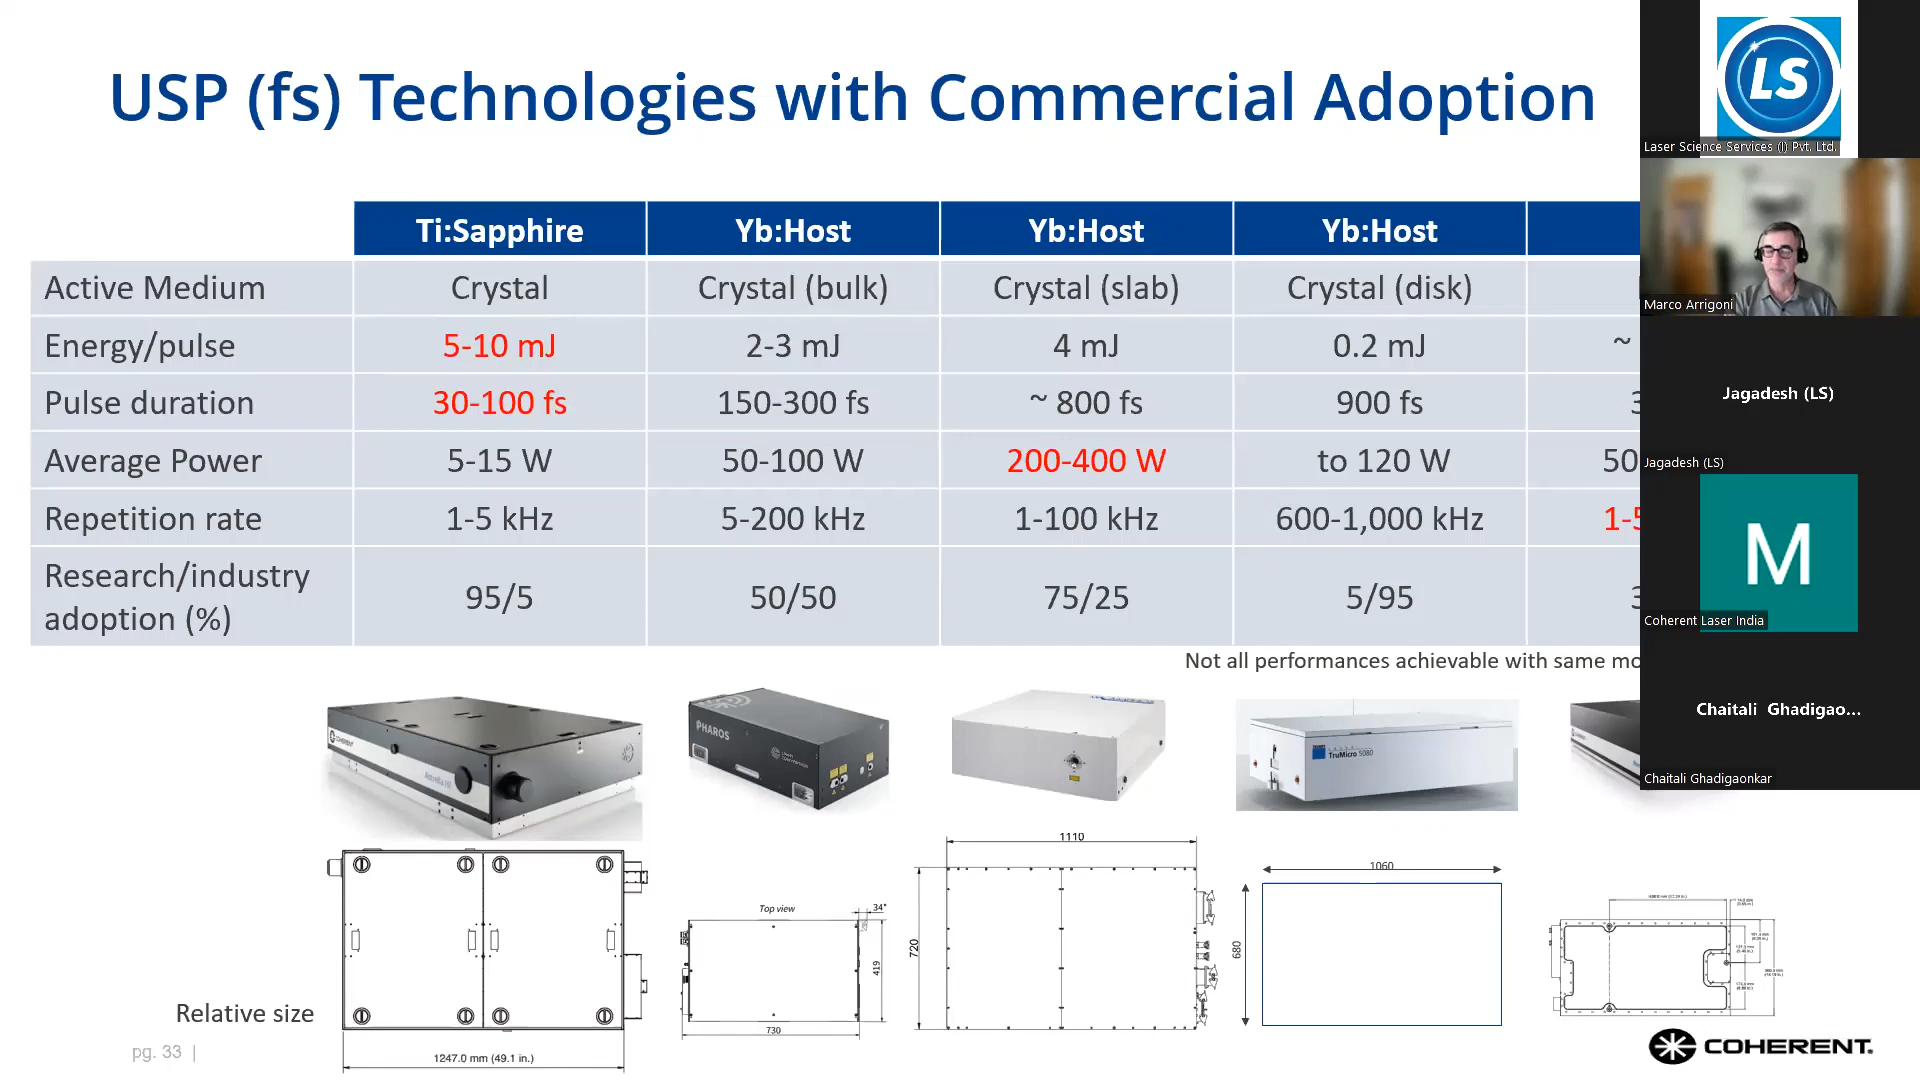 USP (fs) Technologies with Commercial Adoption
Ti:Sapphire Yb:Host Yb:Host Yb:Host
Active Medium Crystal Crystal (bulk) Crystal (slab) Crystal (disk)
Energy/pulse 5-10 mJ 2-3 mJ 4 mJ 0.2 mJ ~
Pulse duration 30-100 fs 150-300 fs ~ 800 fs 900 fs
Average Power 5-15 W 50-100 W 200-400 W to 120 W 50
Repetition rate 1-5 kHz 5-200 kHz 1-100 kHz 600-1,000 kHz 1-5
Research/industry
adoption (%) 95/5 50/50 75/25 5/95
Not all performances achievable with same mo
COHERENT
PHAROS
TruMicro 5080
1110
720
1060
680
Top view
34°
419
730
Relative size
1247.0 mm (49.1 in.)
pg. 33 |
COHERENT.
LS
Laser Science Services (I) Pvt. Ltd.
Marco Arrigoni
Jagadesh (LS)
Jagadesh (LS)
M
Coherent Laser India
Chaitali Ghadigao...
Chaitali Ghadigaonkar